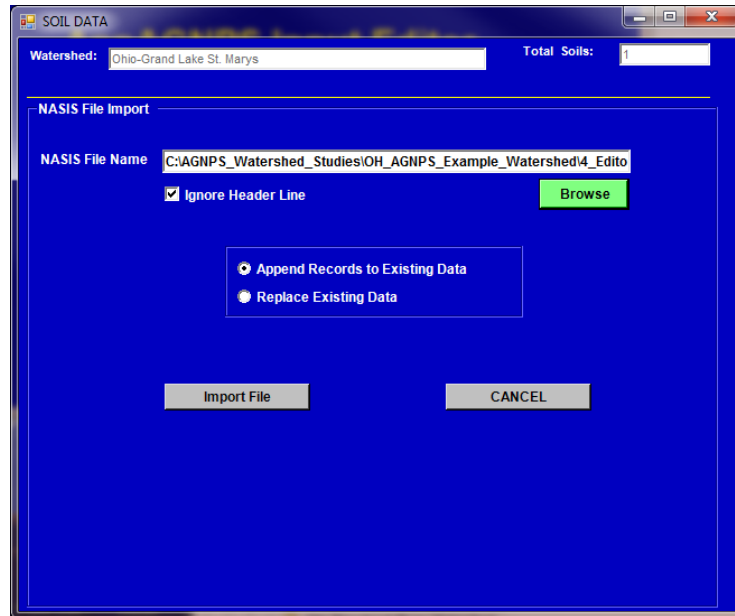 SOIL DATA
Watershed: Ohio-Grand Lake St. Marys Total Soils: 1
NASIS File Import
NASIS File Name C:\AGNPS_Watershed_Studies\OH_AGNPS_Example_Watershed\4_Edito
Ignore Header Line Browse
Append Records to Existing Data
Replace Existing Data
Import File CANCEL